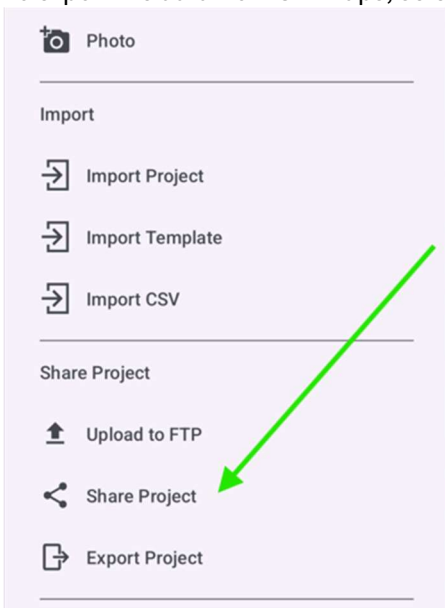 Photo
Import
Import Project
Import Template
Import CSV
Share Project
Upload to FTP
Share Project
Export Project